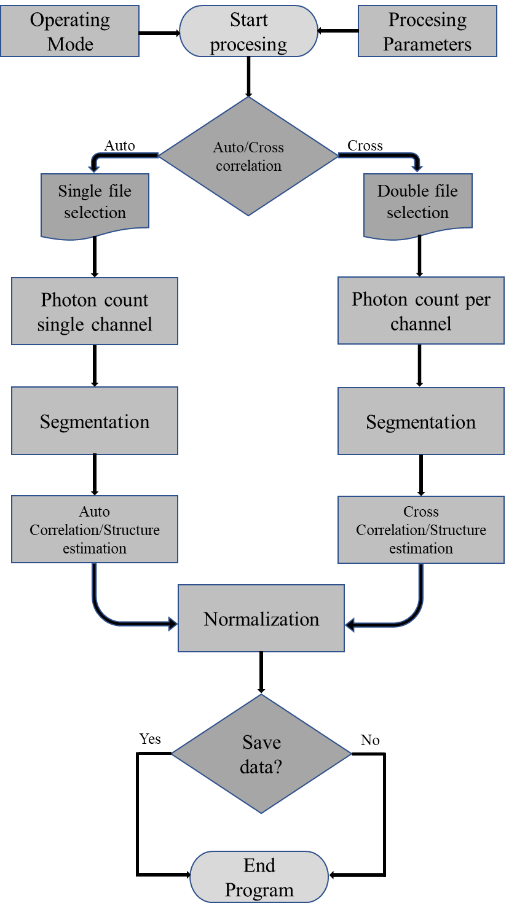 Operating
Mode
Start
procesing
Procesing
Parameters
Auto
Auto/Cross
correlation
Cross
Single file
selection
Double file
selection
Photon count
single channel
Photon count per
channel
Segmentation
Segmentation
Auto
Correlation/Structure
estimation
Cross
Correlation/Structure
estimation
Normalization
Yes
Save
data?
No
End
Program